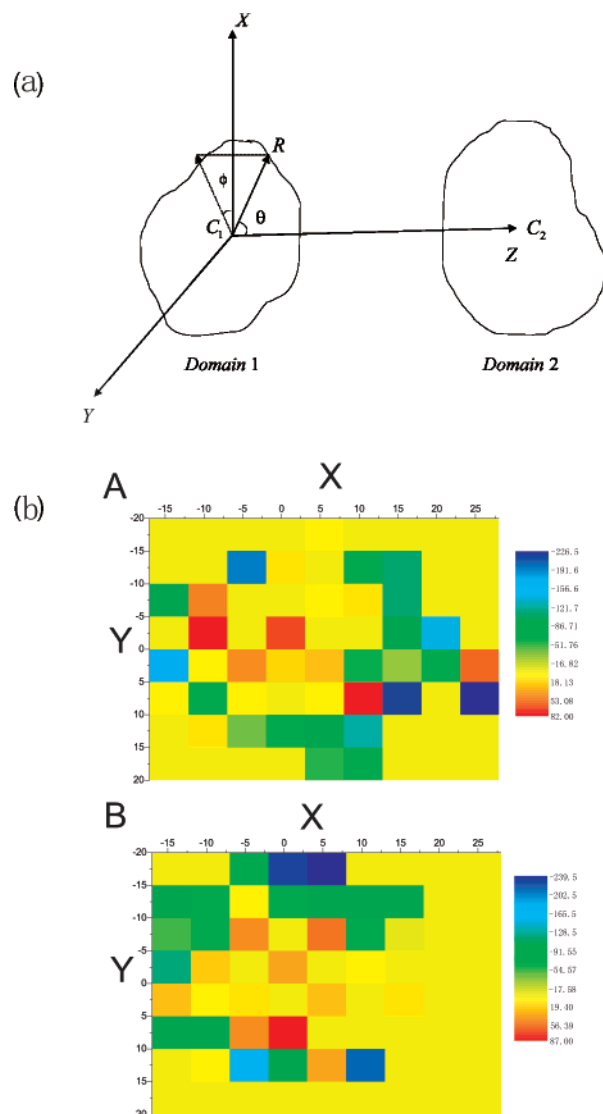 (a)
X
R
ϕ
C₁
θ
C₂
Z
Domain 1
Domain 2
Y
(b)
A
X
-15 -10 -5 0 5 10 15 20 25
Y
-20
-15
-10
-5
0
5
10
15
20
-226.5
-191.6
-156.6
-121.7
-86.71
-51.76
-16.82
18.13
53.08
82.00
B
X
-15 -10 -5 0 5 10 15 20 25
Y
-20
-15
-10
-5
0
5
10
15
20
-239.5
-202.5
-165.5
-128.5
-91.55
-54.57
-17.58
19.40
56.39
87.00